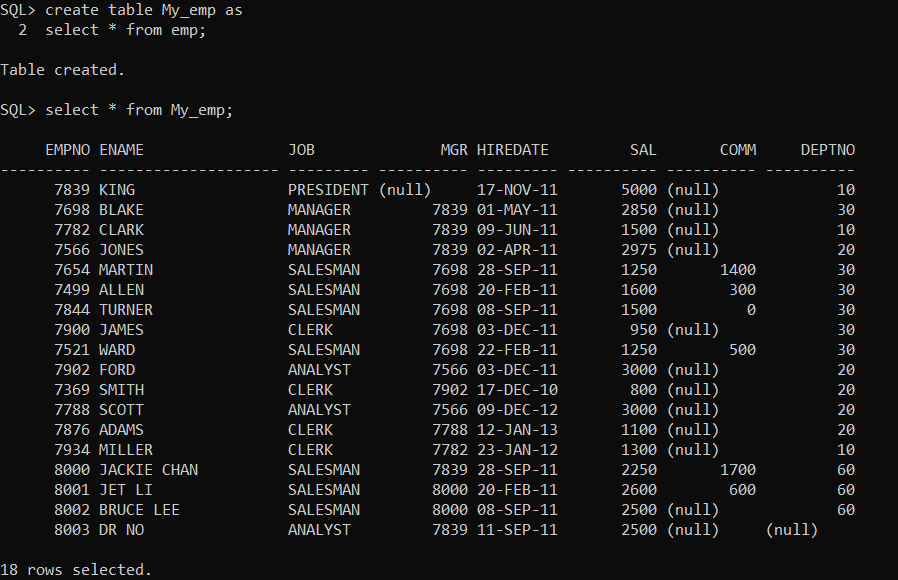 SQL> create table My_emp as
  2  select * from emp;
Table created.
SQL> select * from My_emp;
     EMPNO ENAME                JOB              MGR HIREDATE         SAL       COMM     DEPTNO
---------- -------------------- --------- ---------- --------- ---------- ---------- ----------
      7839 KING                 PRESIDENT (null)     17-NOV-11       5000 (null)             10
      7698 BLAKE                MANAGER         7839 01-MAY-11       2850 (null)             30
      7782 CLARK                MANAGER         7839 09-JUN-11       1500 (null)             10
      7566 JONES                MANAGER         7839 02-APR-11       2975 (null)             20
      7654 MARTIN               SALESMAN        7698 28-SEP-11       1250       1400         30
      7499 ALLEN                SALESMAN        7698 20-FEB-11       1600        300         30
      7844 TURNER               SALESMAN        7698 08-SEP-11       1500          0         30
      7900 JAMES                CLERK           7698 03-DEC-11        950 (null)             30
      7521 WARD                 SALESMAN        7698 22-FEB-11       1250        500         30
      7902 FORD                 ANALYST         7566 03-DEC-11       3000 (null)             20
      7369 SMITH                CLERK           7902 17-DEC-10        800 (null)             20
      7788 SCOTT                ANALYST         7566 09-DEC-12       3000 (null)             20
      7876 ADAMS                CLERK           7788 12-JAN-13       1100 (null)             20
      7934 MILLER               CLERK           7782 23-JAN-12       1300 (null)             10
      8000 JACKIE CHAN          SALESMAN        7839 28-SEP-11       2250       1700         60
      8001 JET LI               SALESMAN        8000 20-FEB-11       2600        600         60
      8002 BRUCE LEE            SALESMAN        8000 08-SEP-11       2500 (null)             60
      8003 DR NO                ANALYST         7839 11-SEP-11       2500 (null)     (null)
18 rows selected.